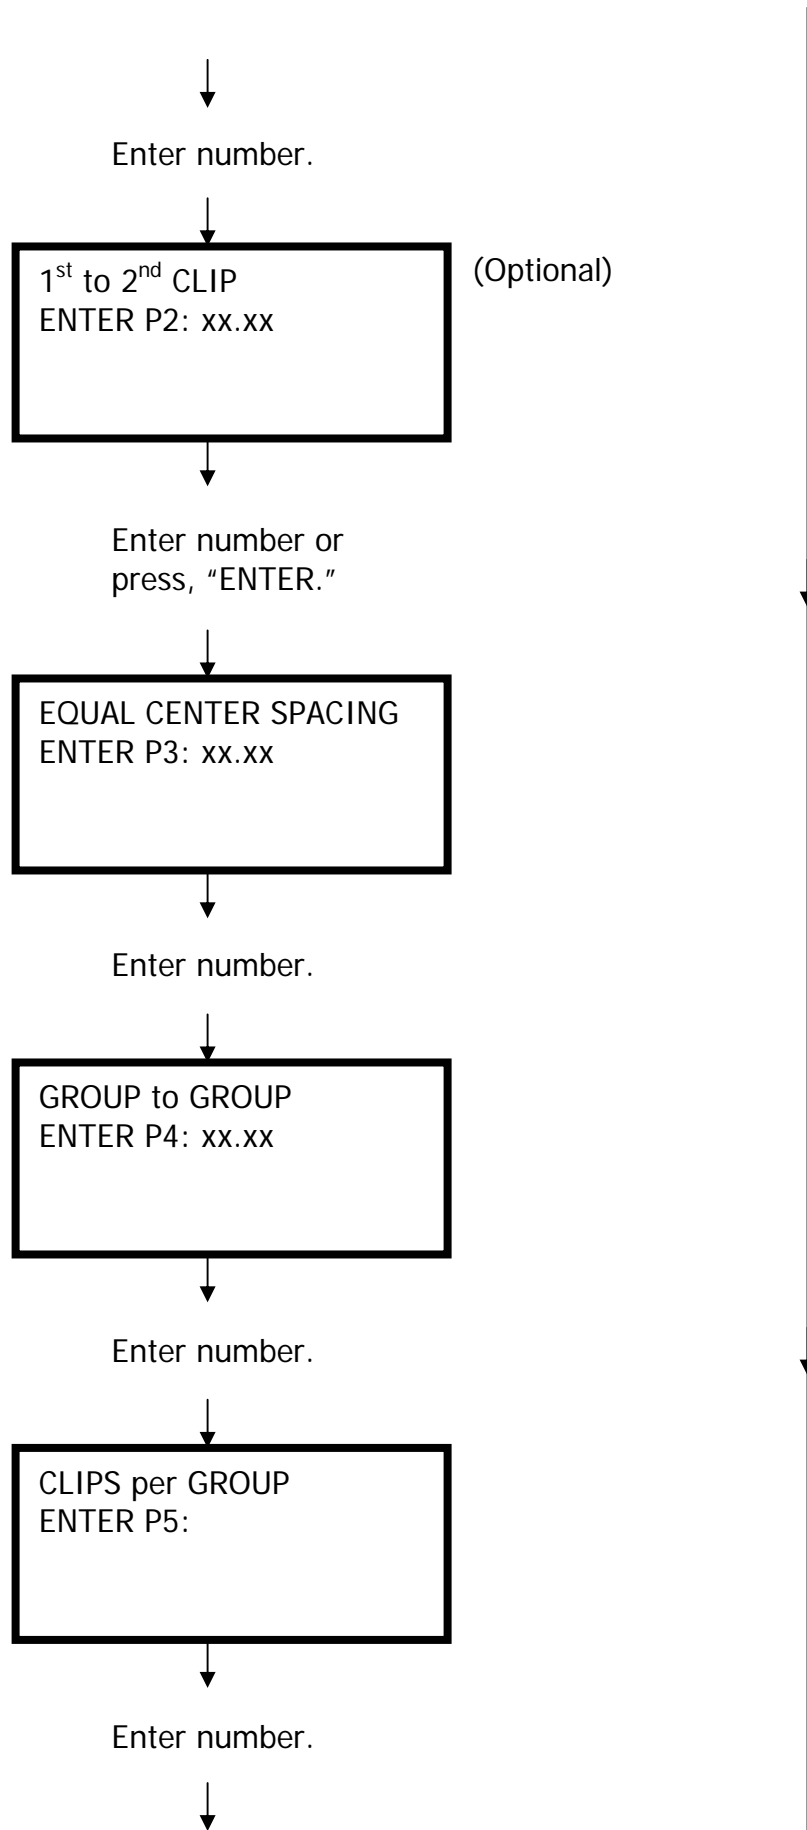 Enter number.
1st to 2nd CLIP
(Optional)
ENTER P2: xx.xx
Enter number or
press, “ENTER.”
EQUAL CENTER SPACING
ENTER P3: xx.xx
Enter number.
GROUP to GROUP
ENTER P4: xx.xx
Enter number.
CLIPS per GROUP
ENTER P5:
Enter number.